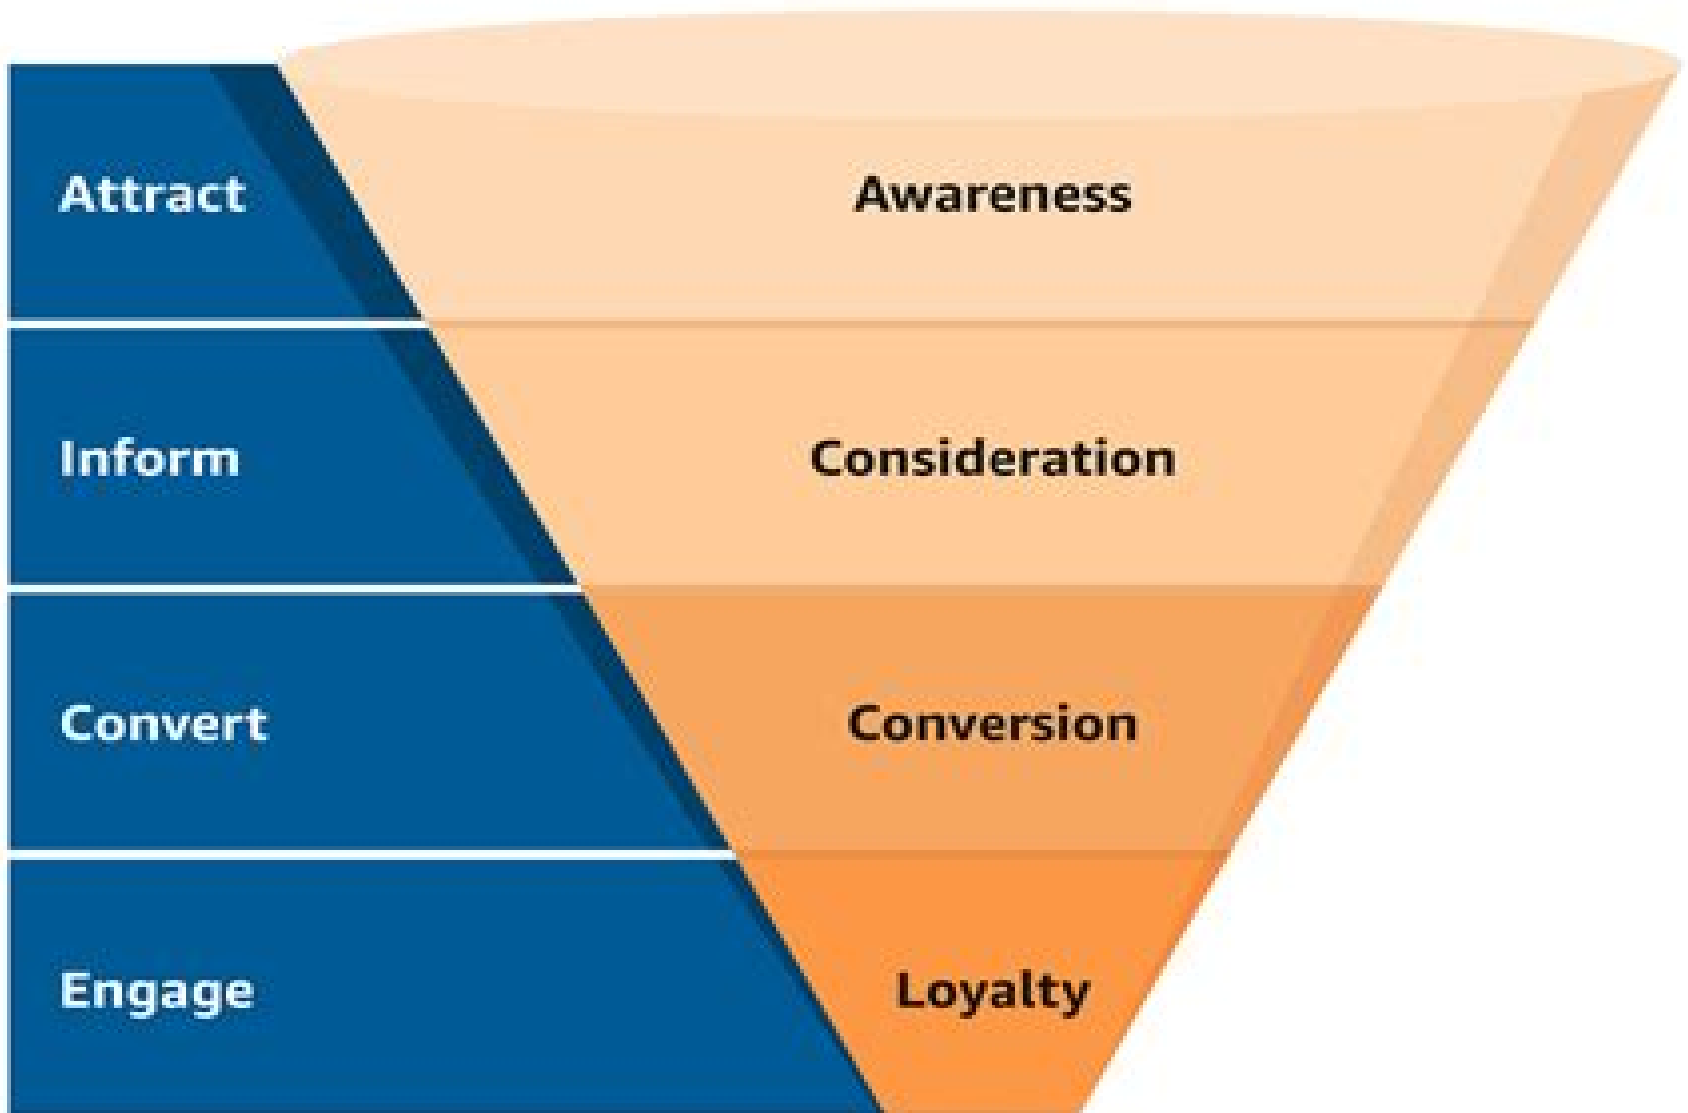 Attract
Awareness
Inform
Consideration
Convert
Conversion
Engage
Loyalty